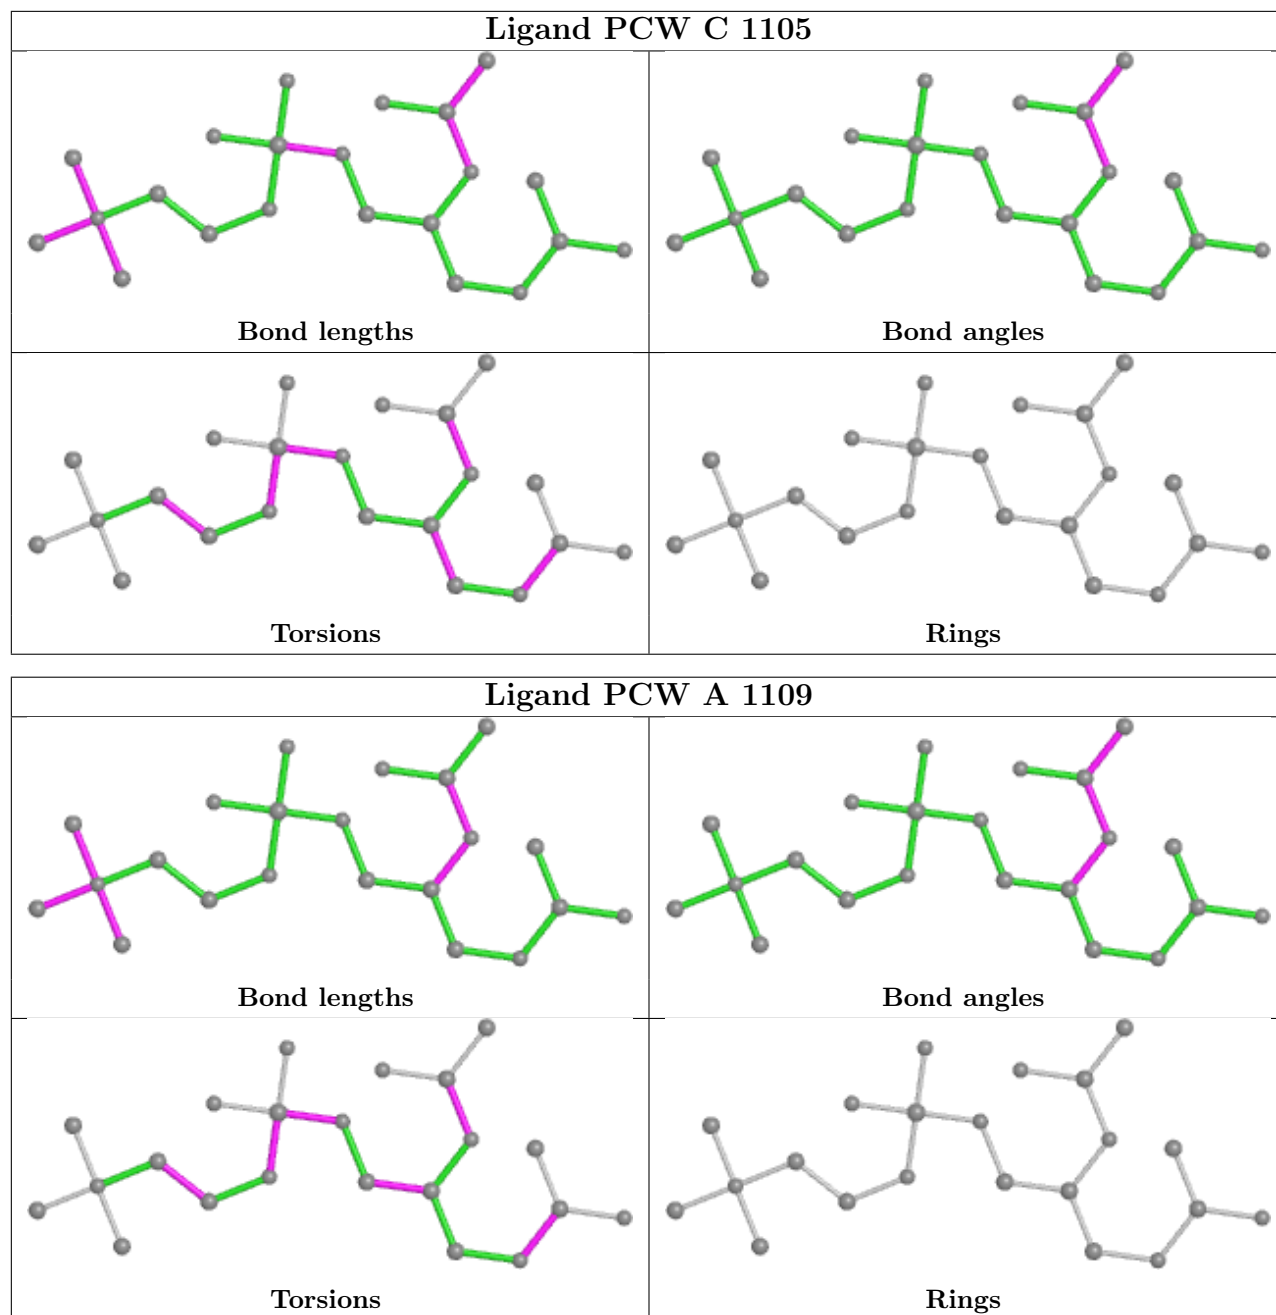 Ligand PCW C 1105
Bond lengths
Bond angles
Torsions
Rings
Ligand PCW A 1109
Bond lengths
Bond angles
Torsions
Rings